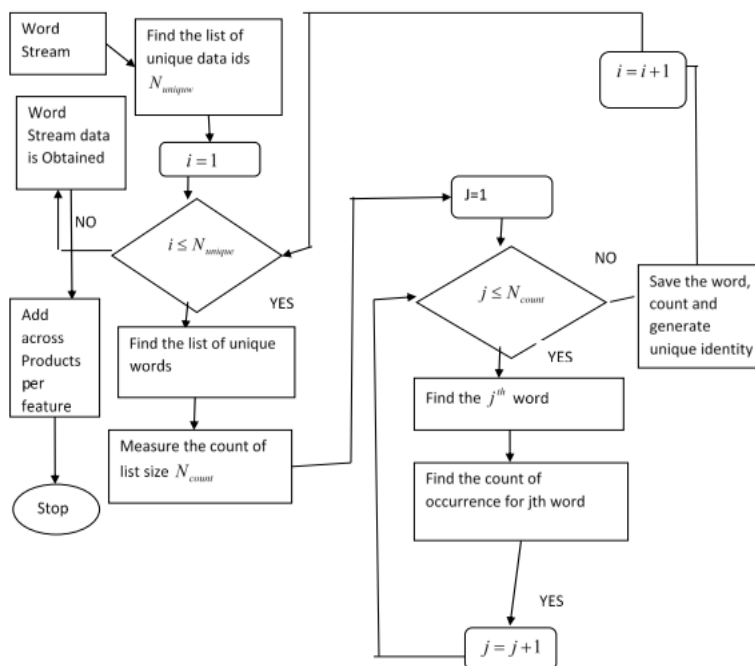 Word
Stream
Find the list of
unique data ids
N_uniquw
i = i + 1
Word
Stream data
is Obtained
i = 1
J=1
NO
i ≤ N_unique
NO
j ≤ N_count
Save the word,
count and
generate
unique identity
YES
Add
across
Products
per
feature
Find the list of unique
words
YES
Find the j^th word
Measure the count of
list size N_count
Find the count of
occurrence for jth word
Stop
YES
j = j + 1